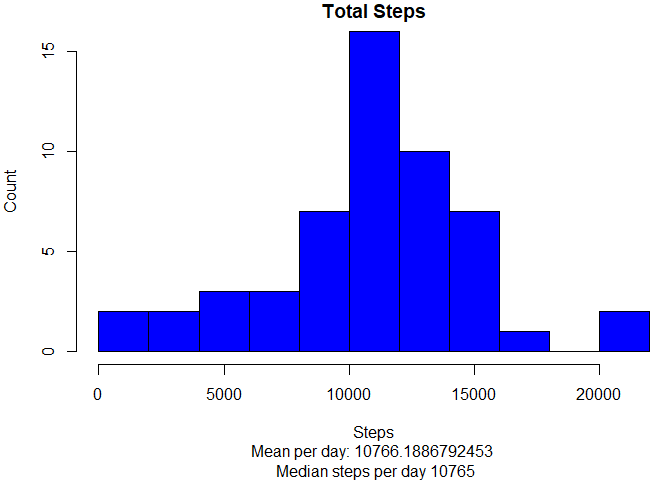 Total Steps
15
10
5
0
Count
0 5000 10000 15000 20000
Steps
Mean per day: 10766.1886792453
Median steps per day 10765